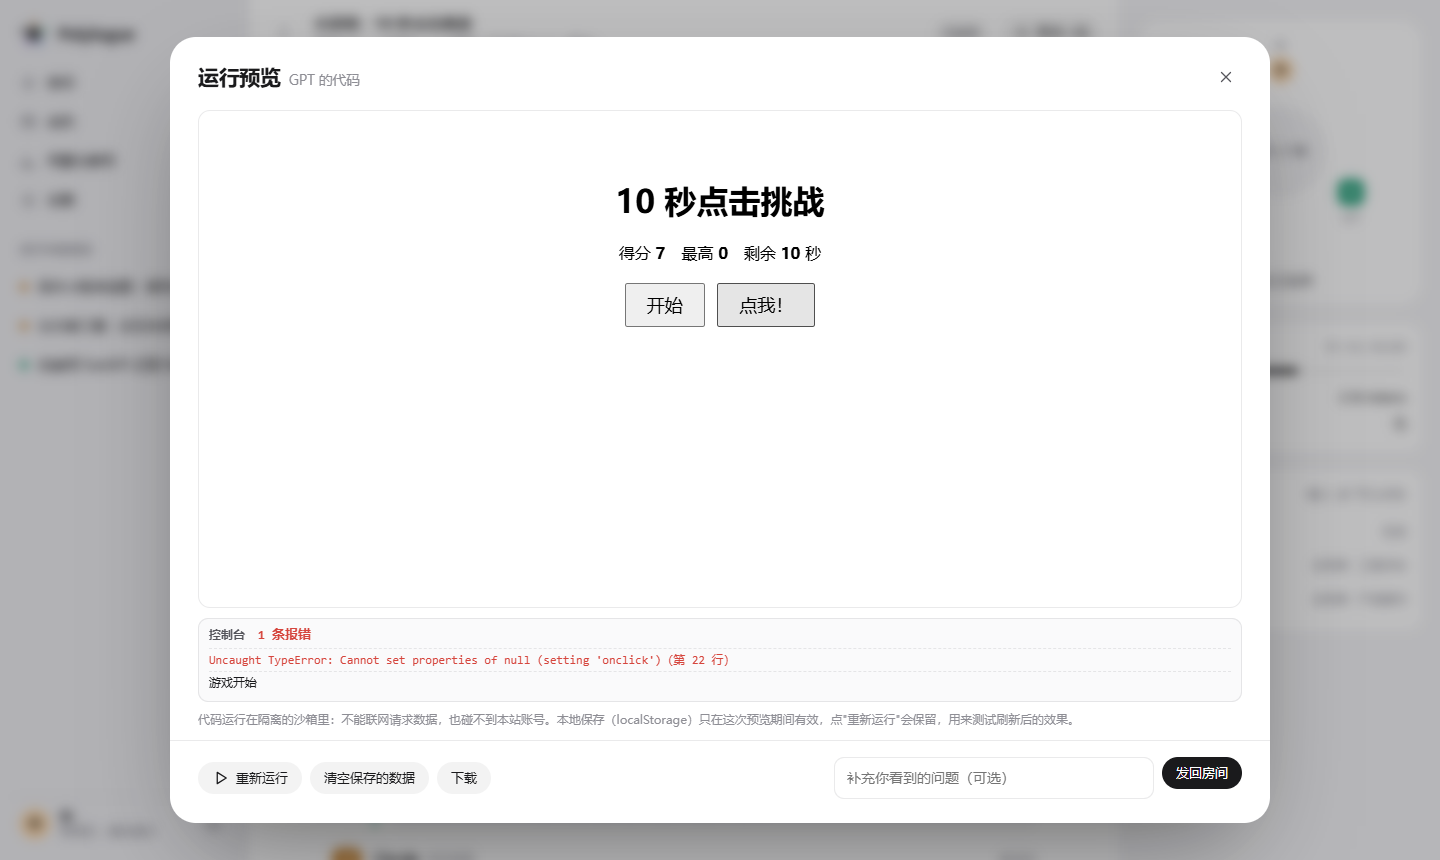 运行预览 GPT 的代码
10 秒点击挑战
得分 7 最高 0 剩余 10 秒
开始 点我！
控制台 1 条报错
Uncaught TypeError: Cannot set properties of null (setting 'onclick')（第 22 行）
游戏开始
代码运行在隔离的沙箱里：不能联网请求数据，也碰不到本站账号。本地保存（localStorage）只在这次预览期间有效，点"重新运行"会保留，用来测试刷新后的效果。
重新运行 清空保存的数据 下载 补充你看到的问题（可选） 发回房间